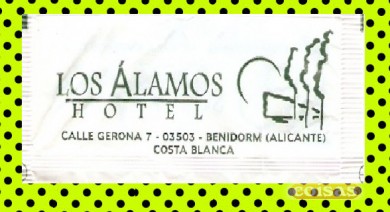 LOS ÁLAMOS
HOTEL
CALLE GERONA 7 - 03503 - BENIDORM (ALICANTE)
COSTA BLANCA